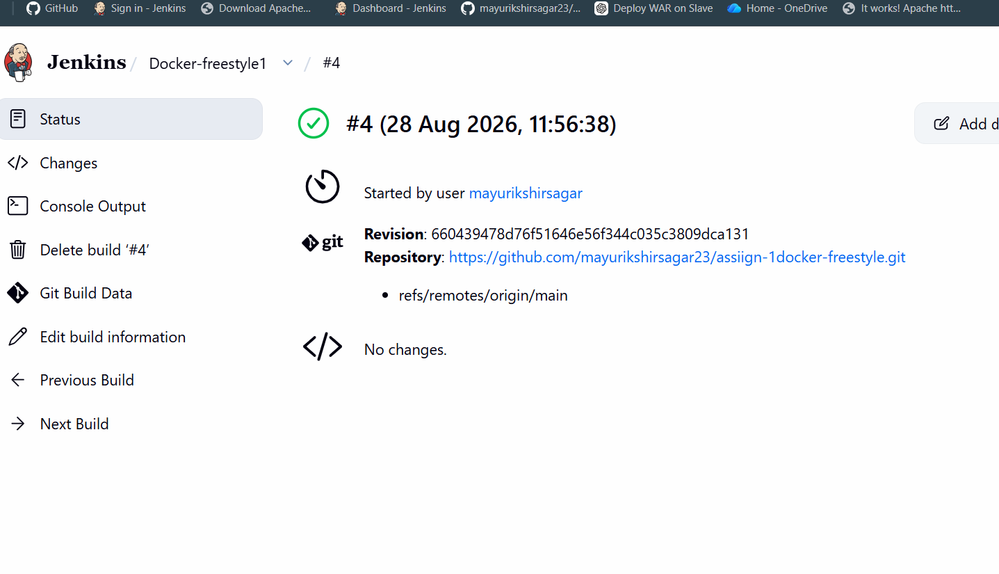 GitHub Sign in - Jenkins Download Apache... Dashboard - Jenkins mayurikshirsagar23/... Deploy WAR on Slave Home - OneDrive It works! Apache htt...
Jenkins / Docker-freestyle1 / #4
Status
Changes
Console Output
Delete build ‘#4’
Git Build Data
Edit build information
Previous Build
Next Build
#4 (28 Aug 2026, 11:56:38)
Add d
Started by user mayurikshirsagar
git
Revision: 660439478d76f51646e56f344c035c3809dca131
Repository: https://github.com/mayurikshirsagar23/assiign-1docker-freestyle.git
• refs/remotes/origin/main
No changes.